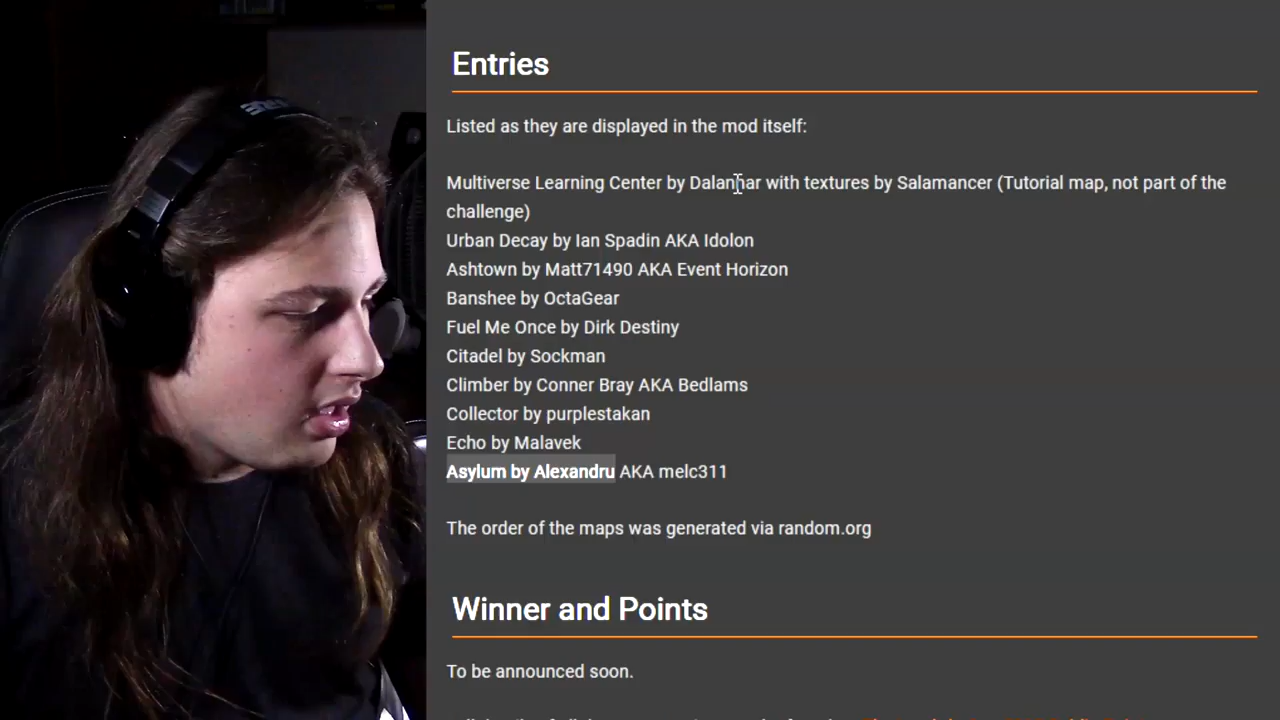 Entries
Listed as they are displayed in the mod itself:
Multiverse Learning Center by Dalannar with textures by Salamancer (Tutorial map, not part of the
challenge)
Urban Decay by Ian Spadin AKA Idolon
Ashtown by Matt71490 AKA Event Horizon
Banshee by OctaGear
Fuel Me Once by Dirk Destiny
Citadel by Sockman
Climber by Conner Bray AKA Bedlams
Collector by purplestakan
Echo by Malavek
Asylum by Alexandru AKA melc311
The order of the maps was generated via random.org
Winner and Points
To be announced soon.